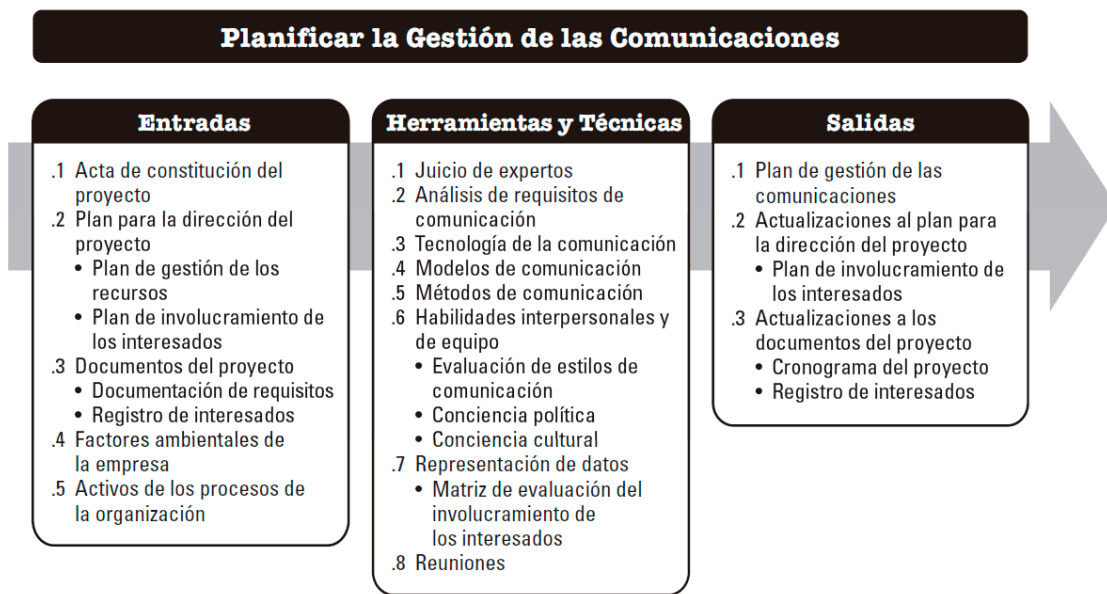 Planificar la Gestión de las Comunicaciones
Entradas
.1 Acta de constitución del
proyecto
.2 Plan para la dirección del
proyecto
• Plan de gestión de los
recursos
• Plan de involucramiento de
los interesados
.3 Documentos del proyecto
• Documentación de requisitos
• Registro de interesados
.4 Factores ambientales de
la empresa
.5 Activos de los procesos de
la organización
Herramientas y Técnicas
.1 Juicio de expertos
.2 Análisis de requisitos de
comunicación
.3 Tecnología de la comunicación
.4 Modelos de comunicación
.5 Métodos de comunicación
.6 Habilidades interpersonales y
de equipo
• Evaluación de estilos de
comunicación
• Conciencia política
• Conciencia cultural
.7 Representación de datos
• Matriz de evaluación del
involucramiento de
los interesados
.8 Reuniones
Salidas
.1 Plan de gestión de las
comunicaciones
.2 Actualizaciones al plan para
la dirección del proyecto
• Plan de involucramiento de
los interesados
.3 Actualizaciones a los
documentos del proyecto
• Cronograma del proyecto
• Registro de interesados